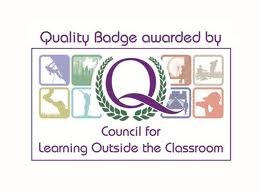 Quality Badge awarded by
Q
Council for
Learning Outside the Classroom